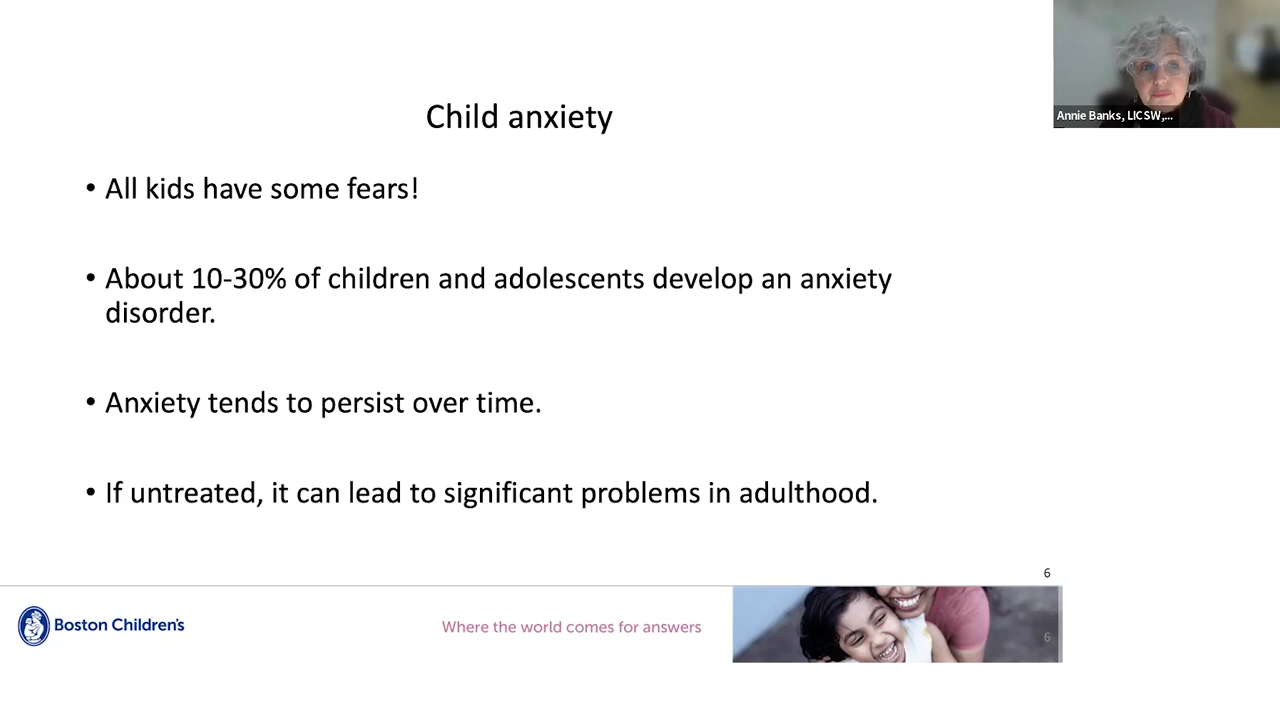 Annie Banks, LICSW,...
Child anxiety
• All kids have some fears!
• About 10-30% of children and adolescents develop an anxiety
disorder.
• Anxiety tends to persist over time.
• If untreated, it can lead to significant problems in adulthood.
6
Boston Children's
Where the world comes for answers
6